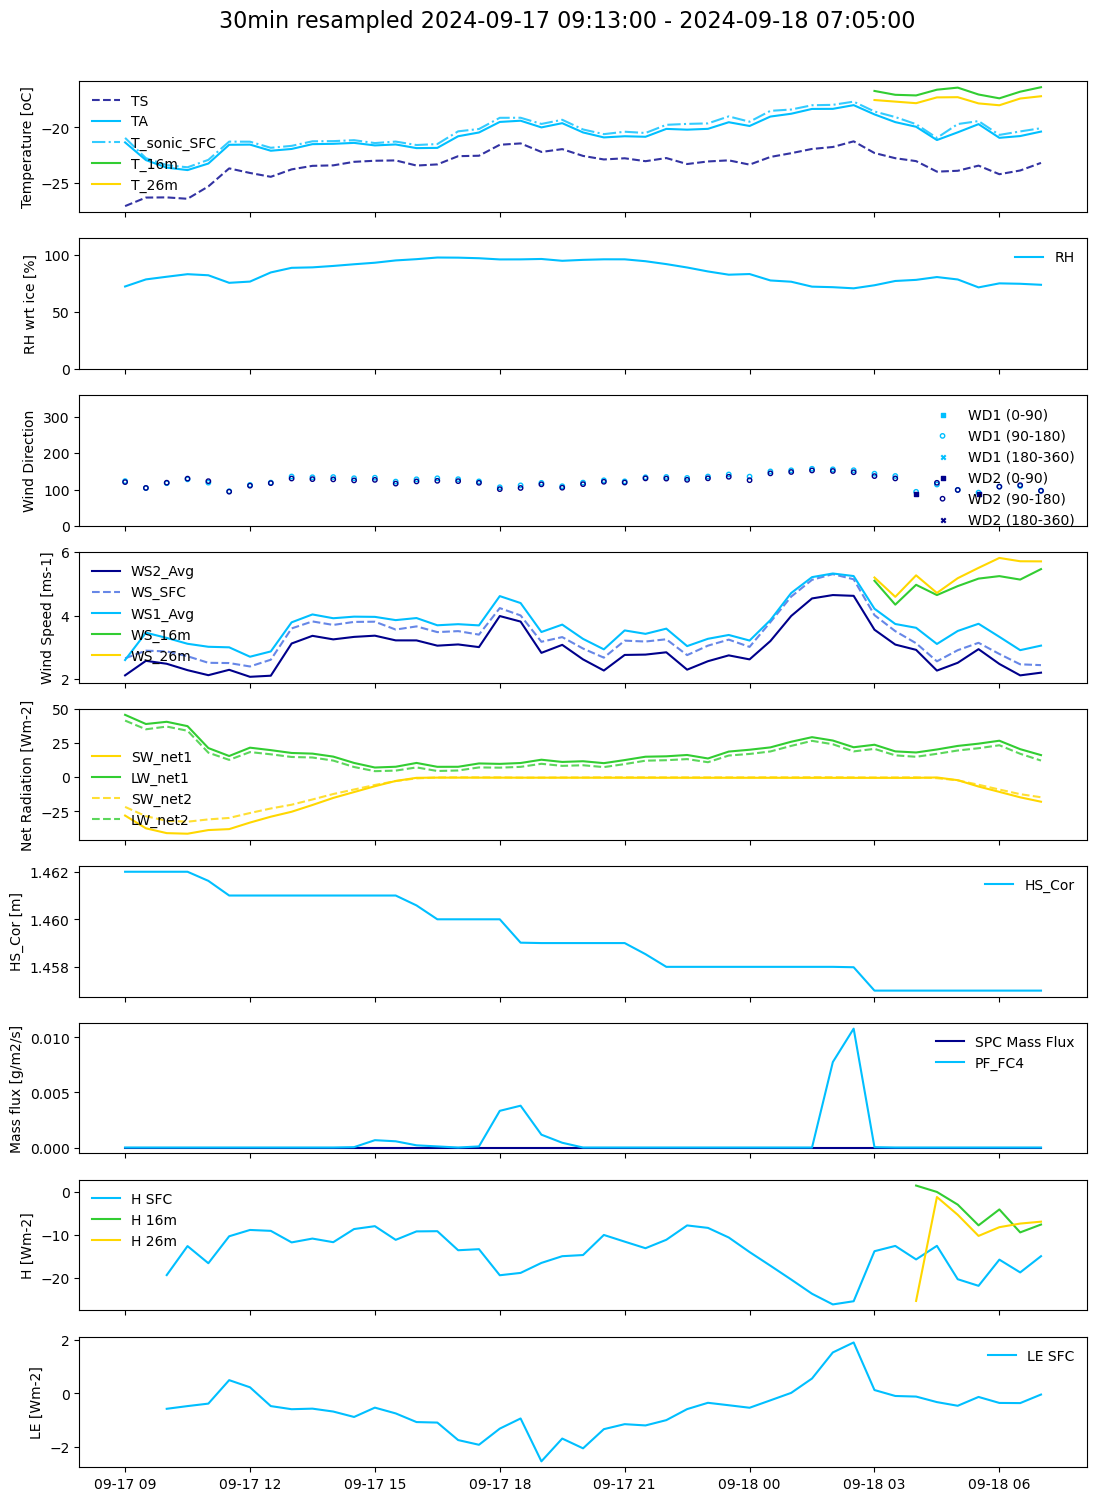 30min resampled 2024-09-17 09:13:00 - 2024-09-18 07:05:00
Temperature [oC]
−20
−25
TS
TA
T_sonic_SFC
T_16m
T_26m
RH wrt ice [%]
100
50
0
RH
Wind Direction
300
200
100
0
WD1 (0-90)
WD1 (90-180)
WD1 (180-360)
WD2 (0-90)
WD2 (90-180)
WD2 (180-360)
Wind Speed [ms-1]
6
4
2
WS2_Avg
WS_SFC
WS1_Avg
WS_16m
WS_26m
Net Radiation [Wm-2]
50
25
0
−25
SW_net1
LW_net1
SW_net2
LW_net2
HS_Cor [m]
1.462
1.460
1.458
HS_Cor
Mass flux [g/m2/s]
0.010
0.005
0.000
SPC Mass Flux
PF_FC4
H [Wm-2]
0
−10
−20
H SFC
H 16m
H 26m
LE [Wm-2]
2
0
−2
LE SFC
09-17 09
09-17 12
09-17 15
09-17 18
09-17 21
09-18 00
09-18 03
09-18 06